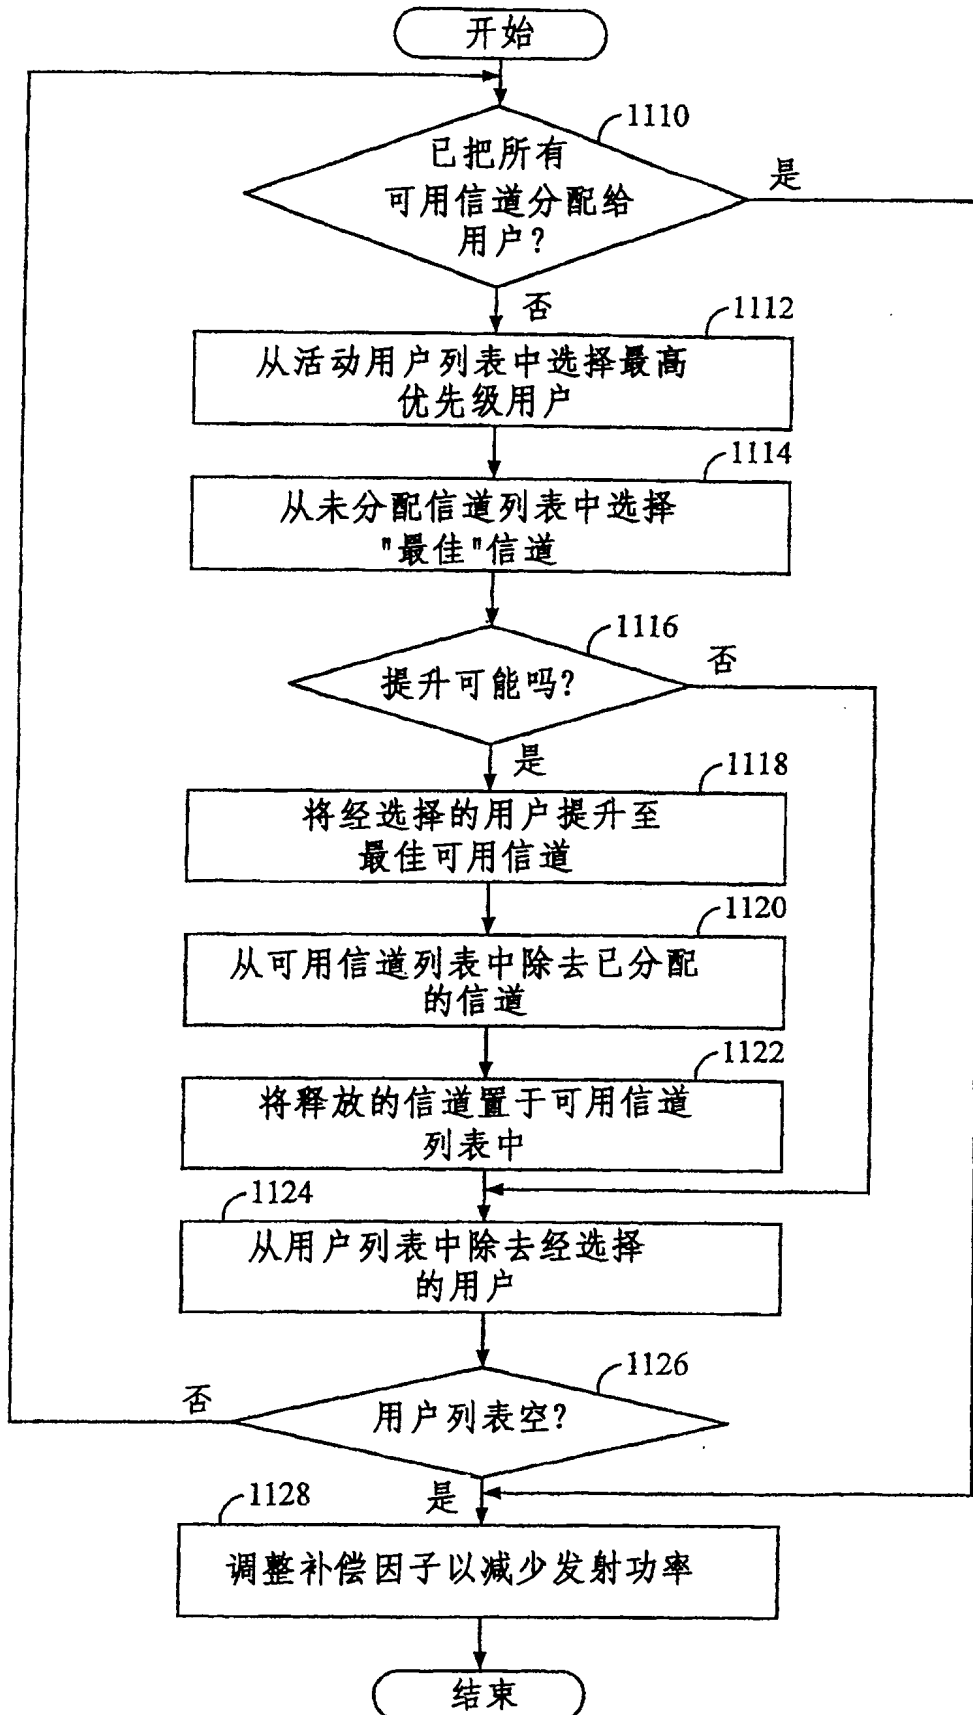 开始
1110
已把所有
可用信道分配给
用户?
是
否
1112
从活动用户列表中选择最高
优先级用户
1114
从未分配信道列表中选择
"最佳"信道
1116
提升可能吗?
否
是
1118
将经选择的用户提升至
最佳可用信道
1120
从可用信道列表中除去已分配
的信道
1122
将释放的信道置于可用信道
列表中
1124
从用户列表中除去经选择
的用户
1126
用户列表空?
否
是
1128
调整补偿因子以减少发射功率
结束